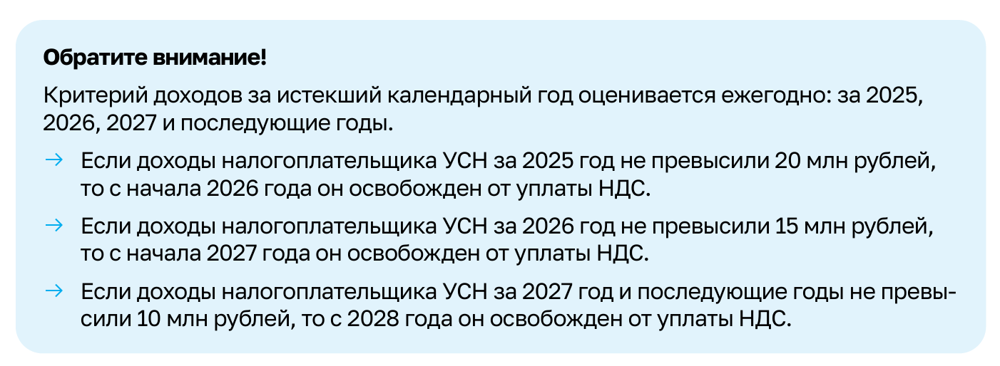 Обратите внимание!
Критерий доходов за истекший календарный год оценивается ежегодно: за 2025,
2026, 2027 и последующие годы.
→ Если доходы налогоплательщика УСН за 2025 год не превысили 20 млн рублей,
то с начала 2026 года он освобожден от уплаты НДС.
→ Если доходы налогоплательщика УСН за 2026 год не превысили 15 млн рублей,
то с начала 2027 года он освобожден от уплаты НДС.
→ Если доходы налогоплательщика УСН за 2027 год и последующие годы не превы-
сили 10 млн рублей, то с 2028 года он освобожден от уплаты НДС.